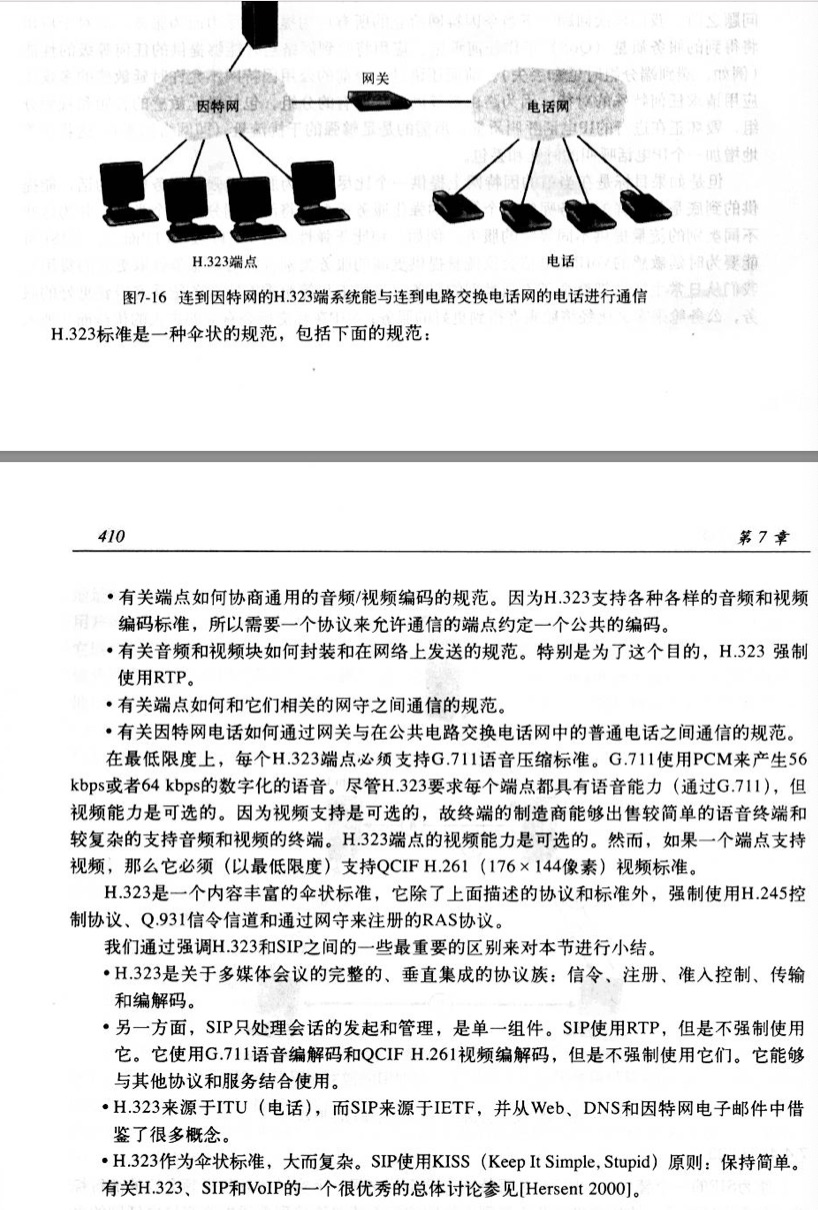 网关
因特网
电话网
H.323端点
电话
图7-16 连到因特网的H.323端系统能与连到电路交换电话网的电话进行通信
H.323标准是一种伞状的规范，包括下面的规范：
410
第 7 章
• 有关端点如何协商通用的音频/视频编码的规范。因为H.323支持各种各样的音频和视频
编码标准，所以需要一个协议来允许通信的端点约定一个公共的编码。
• 有关音频和视频块如何封装和在网络上发送的规范。特别是为了这个目的，H.323 强制
使用RTP。
• 有关端点如何和它们相关的网守之间通信的规范。
• 有关因特网电话如何通过网关与在公共电路交换电话网中的普通电话之间通信的规范。
在最低限度上，每个H.323端点必须支持G.711语音压缩标准。G.711使用PCM来产生56
kbps或者64 kbps的数字化的语音。尽管H.323要求每个端点都具有语音能力（通过G.711），但
视频能力是可选的。因为视频支持是可选的，故终端的制造商能够出售较简单的语音终端和
较复杂的支持音频和视频的终端。H.323端点的视频能力是可选的。然而，如果一个端点支持
视频，那么它必须（以最低限度）支持QCIF H.261（176 × 144像素）视频标准。
H.323是一个内容丰富的伞状标准，它除了上面描述的协议和标准外，强制使用H.245控
制协议、Q.931信令信道和通过网守来注册的RAS协议。
我们通过强调H.323和SIP之间的一些最重要的区别来对本节进行小结。
• H.323是关于多媒体会议的完整的、垂直集成的协议族：信令、注册、准入控制、传输
和编解码。
• 另一方面，SIP只处理会话的发起和管理，是单一组件。SIP使用RTP，但是不强制使用
它。它使用G.711语音编解码和QCIF H.261视频编解码，但是不强制使用它们。它能够
与其他协议和服务结合使用。
• H.323来源于ITU（电话），而SIP来源于IETF，并从Web、DNS和因特网电子邮件中借
鉴了很多概念。
• H.323作为伞状标准，大而复杂。SIP使用KISS（Keep It Simple, Stupid）原则：保持简单。
有关H.323、SIP和VoIP的一个很优秀的总体讨论参见[Hersent 2000]。